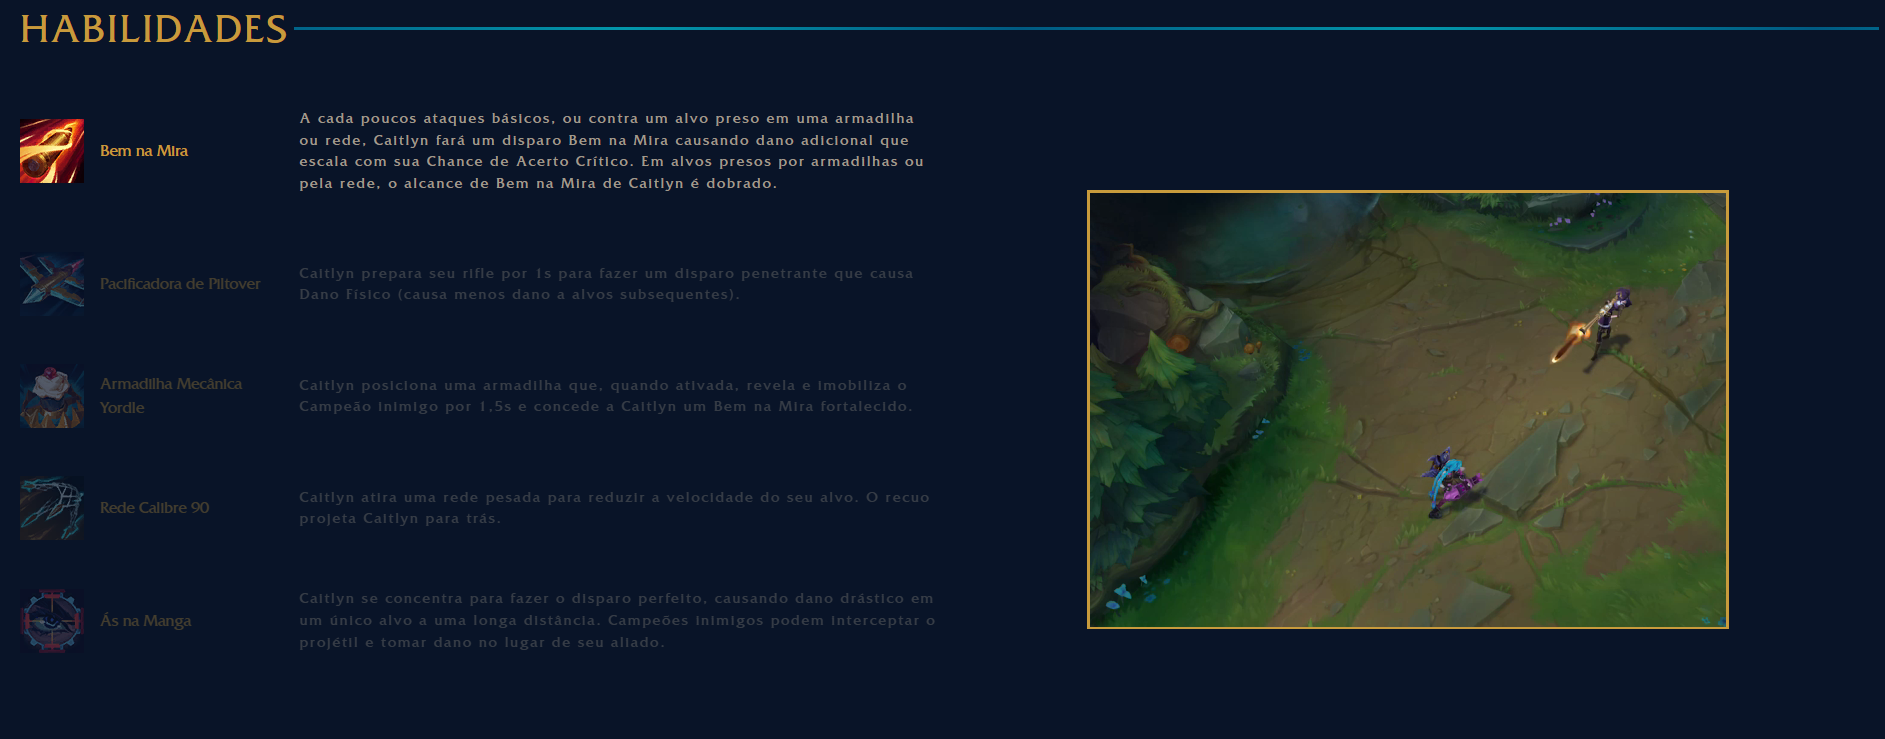 HABILIDADES
Bem na Mira
A cada poucos ataques básicos, ou contra um alvo preso em uma armadilha
ou rede, Caitlyn fará um disparo Bem na Mira causando dano adicional que
escala com sua Chance de Acerto Crítico. Em alvos presos por armadilhas ou
pela rede, o alcance de Bem na Mira de Caitlyn é dobrado.
Pacificadora de Piltover
Caitlyn prepara seu rifle por 1s para fazer um disparo penetrante que causa
Dano Físico (causa menos dano a alvos subsequentes).
Armadilha Mecânica
Yordle
Caitlyn posiciona uma armadilha que, quando ativada, revela e imobiliza o
Campeão inimigo por 1,5s e concede a Caitlyn um Bem na Mira fortalecido.
Rede Calibre 90
Caitlyn atira uma rede pesada para reduzir a velocidade do seu alvo. O recuo
projeta Caitlyn para trás.
Ás na Manga
Caitlyn se concentra para fazer o disparo perfeito, causando dano drástico em
um único alvo a uma longa distância. Campeões inimigos podem interceptar o
projétil e tomar dano no lugar de seu aliado.